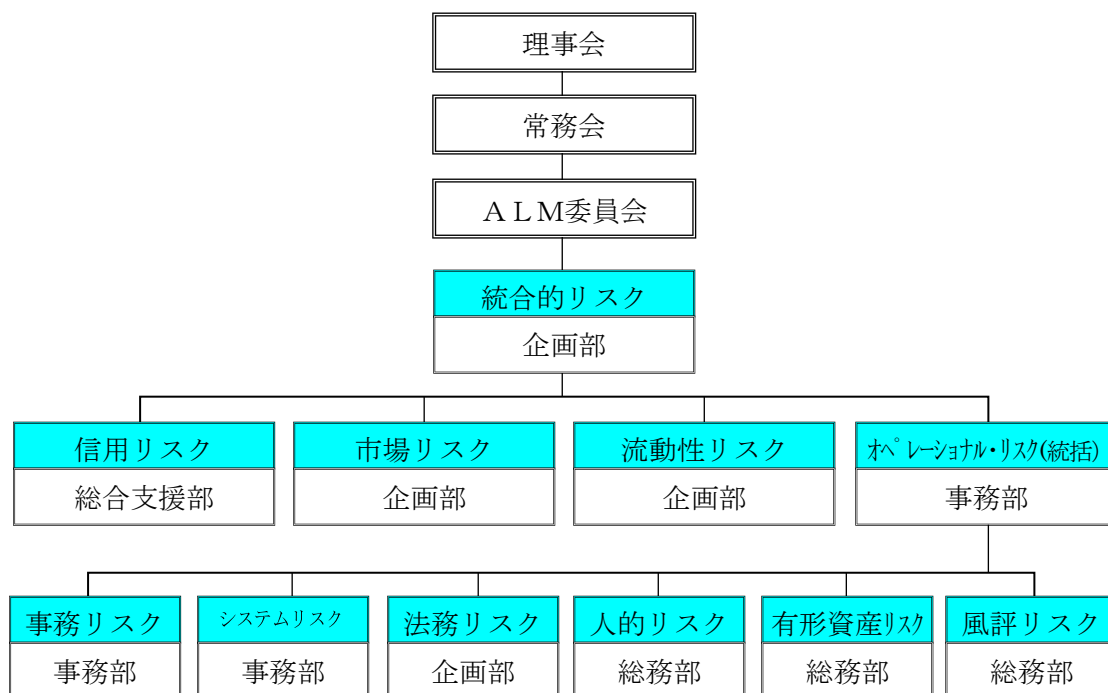 理事会
常務会
ＡＬＭ委員会
統合的リスク
企画部
信用リスク
総合支援部
市場リスク
企画部
流動性リスク
企画部
ｵﾍﾟﾚｰｼｮﾅﾙ・ﾘｽｸ(統括)
事務部
事務リスク
事務部
システムリスク
事務部
法務リスク
企画部
人的リスク
総務部
有形資産ﾘｽｸ
総務部
風評リスク
総務部